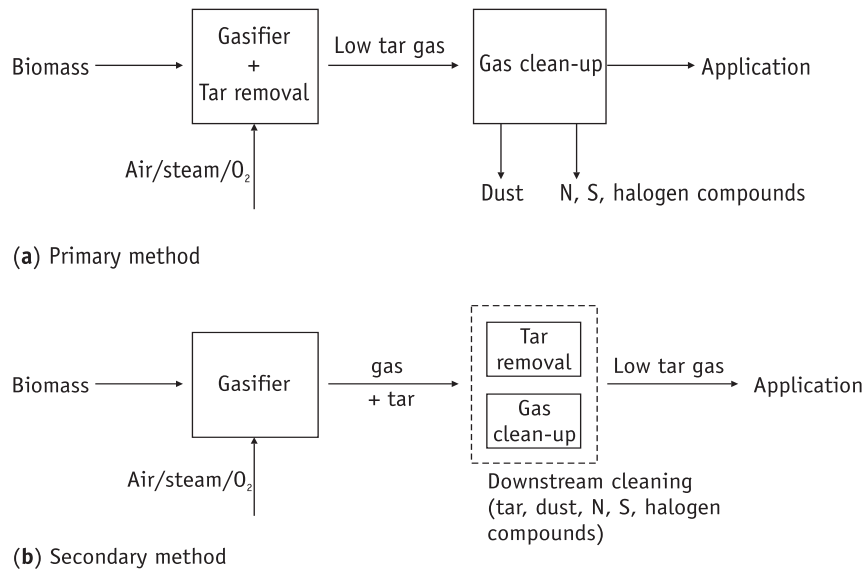 Biomass
Gasifier
+
Tar removal
Low tar gas
Gas clean-up
Application
Air/steam/O₂
Dust
N, S, halogen compounds
(a) Primary method
Biomass
Gasifier
gas
+ tar
Tar
removal
Gas
clean-up
Low tar gas
Application
Air/steam/O₂
Downstream cleaning
(tar, dust, N, S, halogen
compounds)
(b) Secondary method